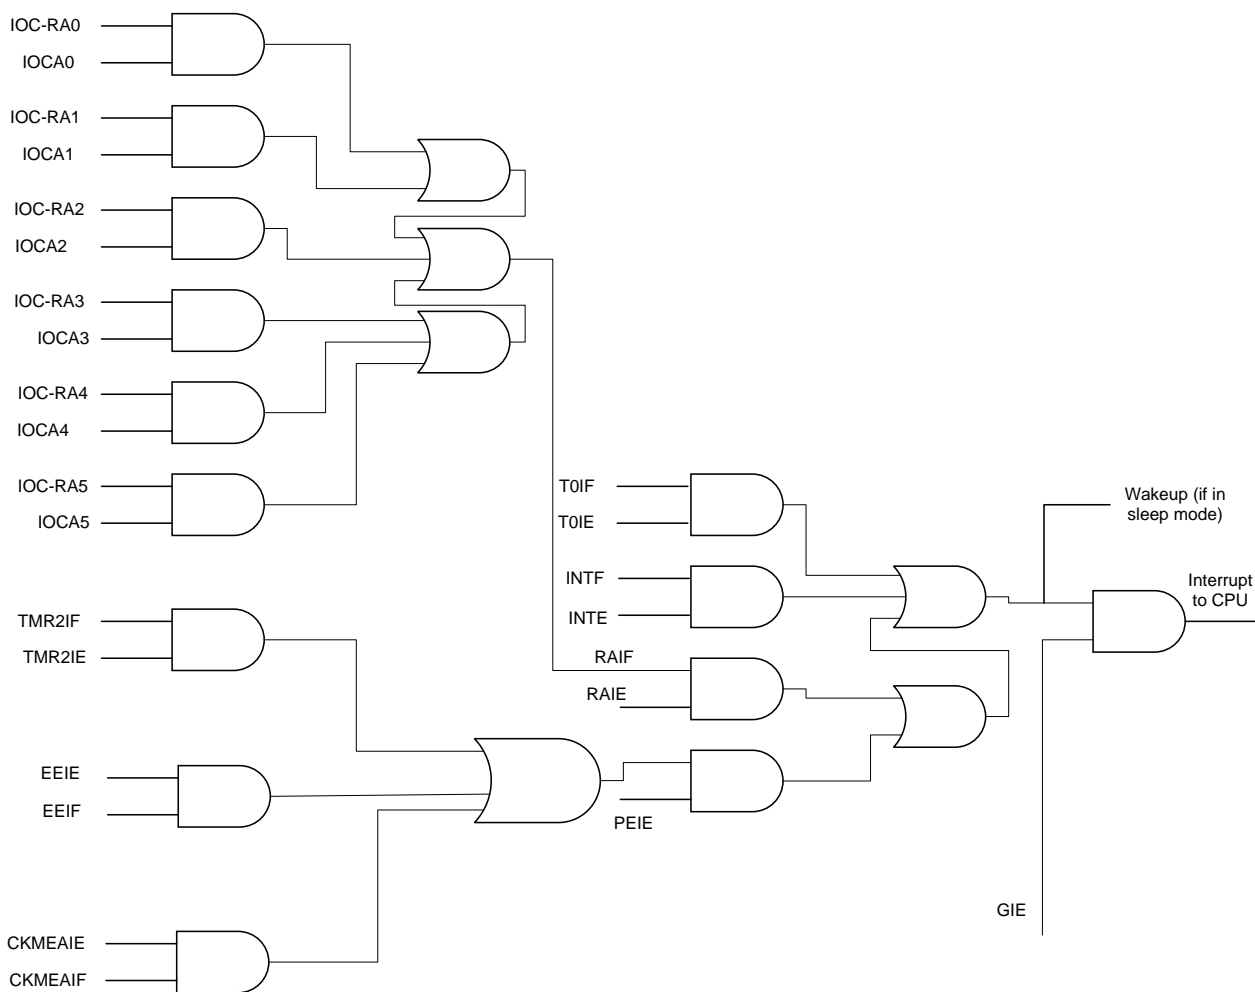 IOC-RA0
IOCA0
IOC-RA1
IOCA1
IOC-RA2
IOCA2
IOC-RA3
IOCA3
IOC-RA4
IOCA4
IOC-RA5
IOCA5
TMR2IF
TMR2IE
EEIE
EEIF
CKMEAIE
CKMEAIF
T0IF
T0IE
INTF
INTE
RAIF
RAIE
PEIE
Wakeup (if in
sleep mode)
Interrupt
to CPU
GIE